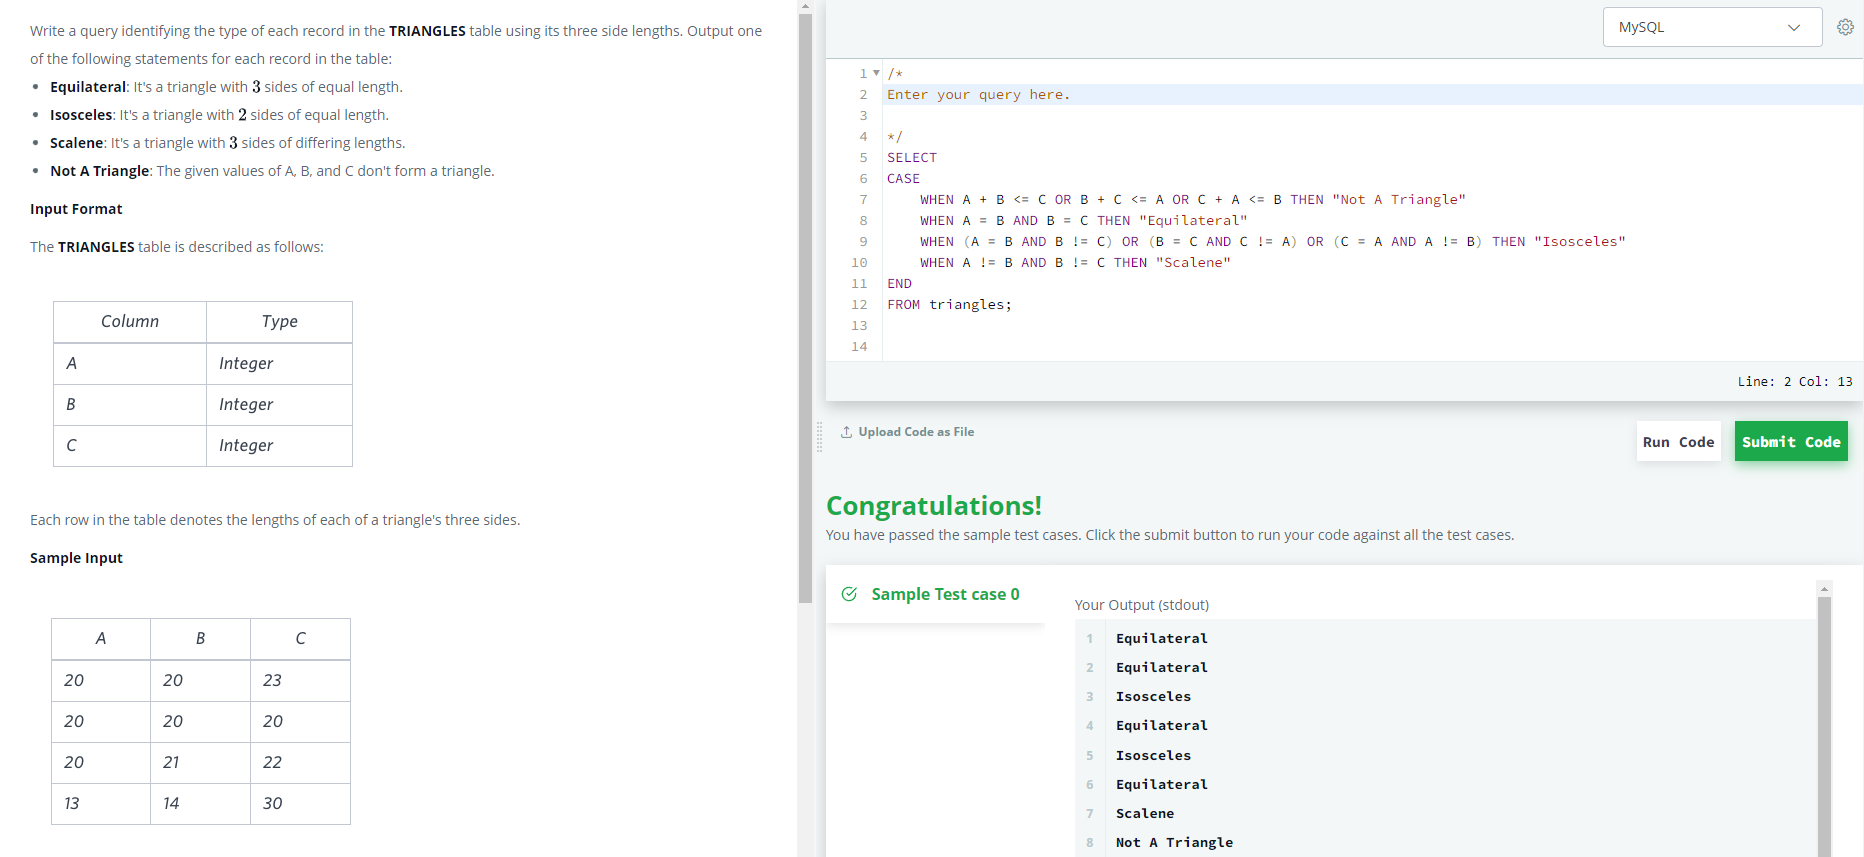 Write a query identifying the type of each record in the TRIANGLES table using its three side lengths. Output one
of the following statements for each record in the table:
• Equilateral: It's a triangle with 3 sides of equal length.
• Isosceles: It's a triangle with 2 sides of equal length.
• Scalene: It's a triangle with 3 sides of differing lengths.
• Not A Triangle: The given values of A, B, and C don't form a triangle.
Input Format
The TRIANGLES table is described as follows:
Column Type
A Integer
B Integer
C Integer
Each row in the table denotes the lengths of each of a triangle's three sides.
Sample Input
A B C
20 20 23
20 20 20
20 21 22
13 14 30
MySQL
1 /*
2 Enter your query here.
3
4 */
5 SELECT
6 CASE
7 WHEN A + B <= C OR B + C <= A OR C + A <= B THEN "Not A Triangle"
8 WHEN A = B AND B = C THEN "Equilateral"
9 WHEN (A = B AND B != C) OR (B = C AND C != A) OR (C = A AND A != B) THEN "Isosceles"
10 WHEN A != B AND B != C THEN "Scalene"
11 END
12 FROM triangles;
13
14
Line: 2 Col: 13
Upload Code as File
Run Code
Submit Code
Congratulations!
You have passed the sample test cases. Click the submit button to run your code against all the test cases.
Sample Test case 0
Your Output (stdout)
1 Equilateral
2 Equilateral
3 Isosceles
4 Equilateral
5 Isosceles
6 Equilateral
7 Scalene
8 Not A Triangle